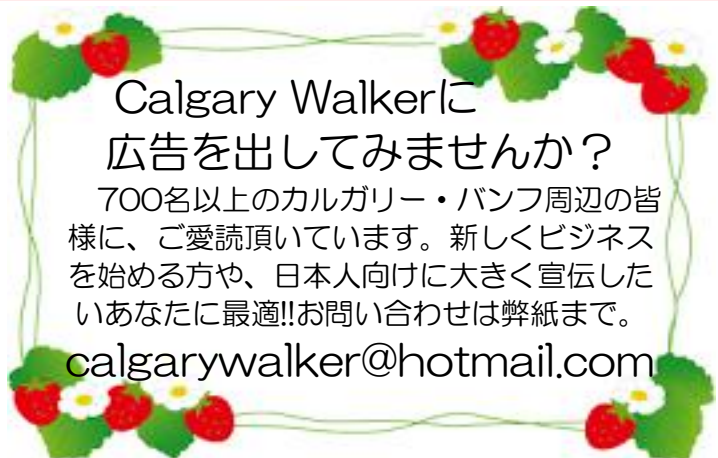 Calgary Walkerに
広告を出してみませんか？
　700名以上のカルガリー・バンフ周辺の皆
様に、ご愛読頂いています。新しくビジネス
を始める方や、日本人向けに大きく宣伝した
いあなたに最適!!お問い合わせは弊紙まで。
calgarywalker@hotmail.com